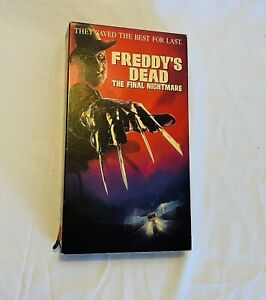 THEY SAVED THE BEST FOR LAST.
FREDDY'S
DEAD
THE FINAL NIGHTMARE